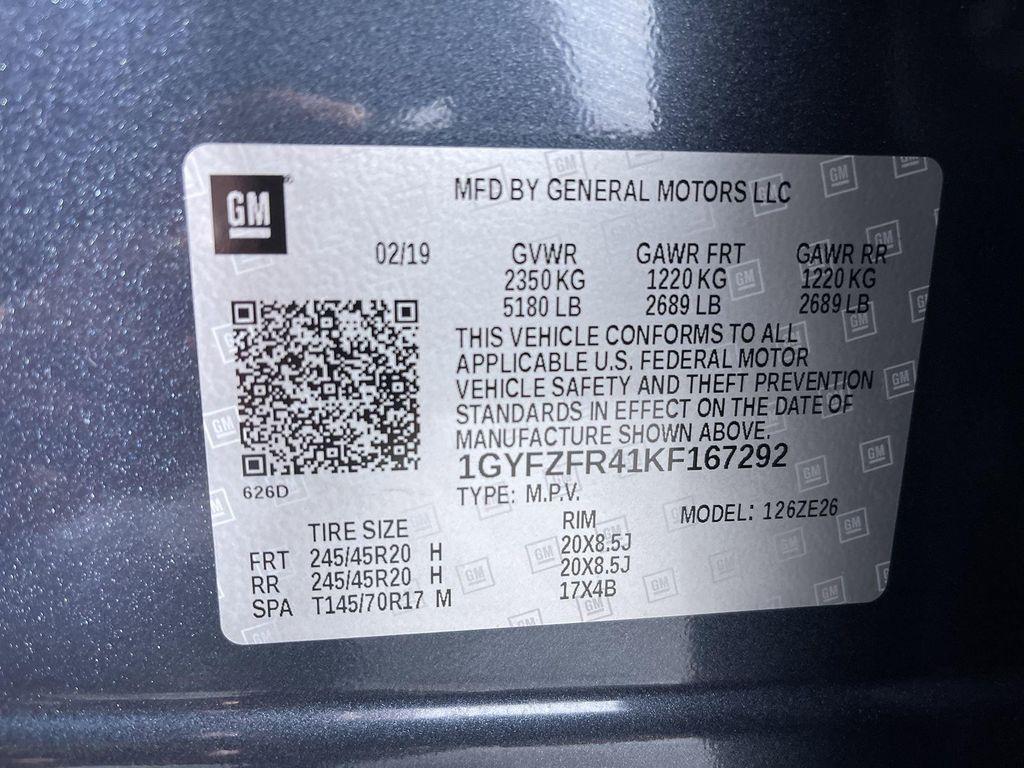 GM
MFD BY GENERAL MOTORS LLC
02/19 GVWR GAWR FRT GAWR RR
2350 KG 1220 KG 1220 KG
5180 LB 2689 LB 2689 LB
THIS VEHICLE CONFORMS TO ALL
APPLICABLE U.S. FEDERAL MOTOR
VEHICLE SAFETY AND THEFT PREVENTION
STANDARDS IN EFFECT ON THE DATE OF
MANUFACTURE SHOWN ABOVE.
1GYFZFR41KF167292
626D
TYPE: M.P.V.
MODEL: 126ZE26
TIRE SIZE RIM
FRT 245/45R20 H 20X8.5J
RR 245/45R20 H 20X8.5J
SPA T145/70R17 M 17X4B